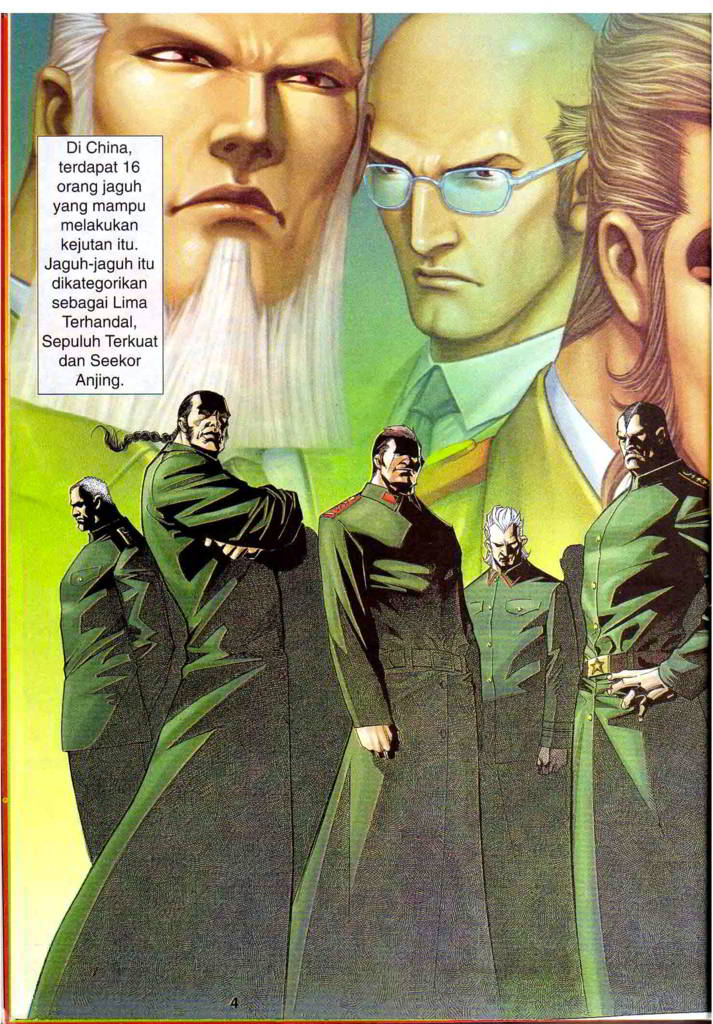 Di China,
terdapat 16
orang jaguh
yang mampu
melakukan
kejutan itu.
Jaguh-jaguh itu
dikategorikan
sebagai Lima
Terhandal,
Sepuluh Terkuat
dan Seekor
Anjing.
4